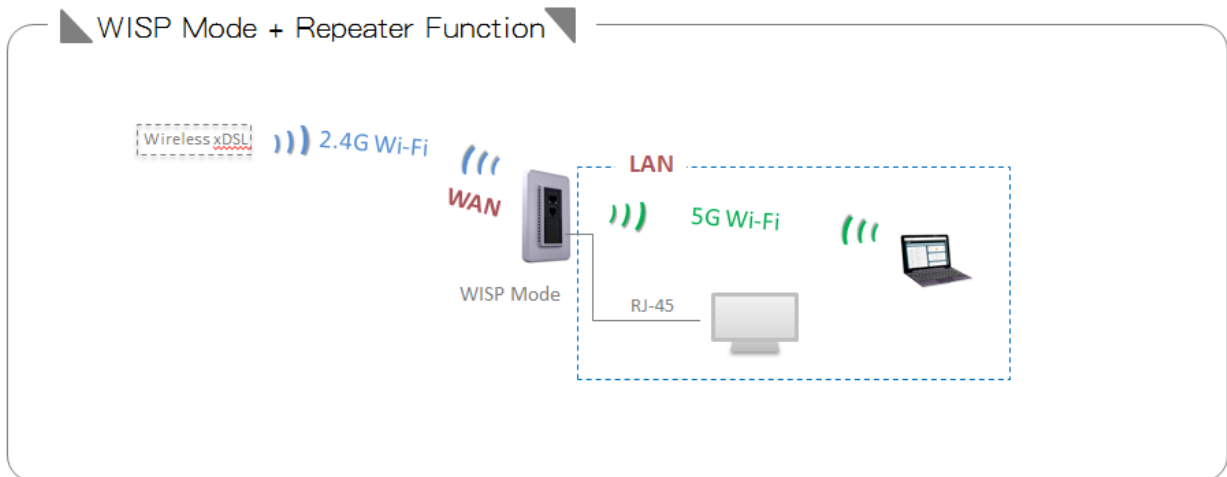 WISP Mode + Repeater Function
Wireless xDSL
2.4G Wi-Fi
WAN
LAN
5G Wi-Fi
WISP Mode
RJ-45